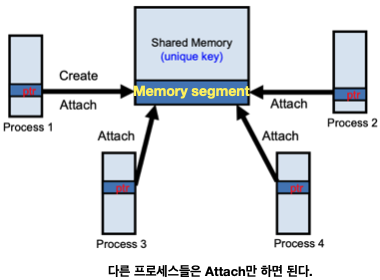 Shared Memory
(unique key)
Create
ptr
Memory segment
ptr
Attach
Attach
Process 1
Process 2
Attach
Attach
ptr
ptr
Process 3
Process 4
다른 프로세스들은 Attach만 하면 된다.